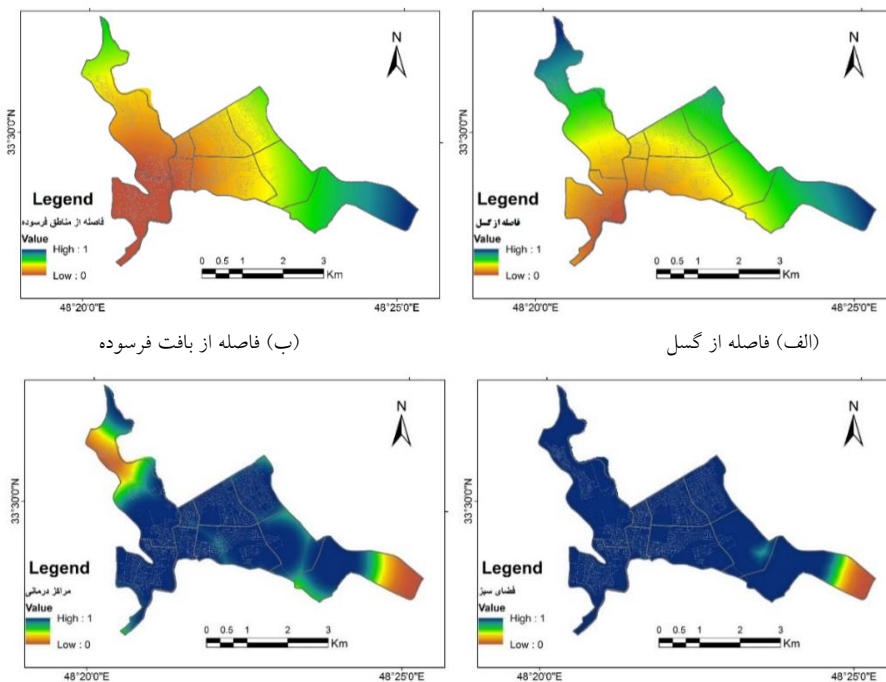 N
33°30'0"N
Legend
فاصله از مناطق فرسوده
Value
High : 1
Low : 0
0 0.5 1 2 3
Km
48°20'0"E 48°25'0"E
(ب) فاصله از بافت فرسوده
N
33°30'0"N
Legend
فاصله از گسل
Value
High : 1
Low : 0
0 0.5 1 2 3
Km
48°20'0"E 48°25'0"E
(الف) فاصله از گسل
N
33°30'0"N
Legend
مراکز درمانی
Value
High : 1
Low : 0
0 0.5 1 2 3
Km
48°20'0"E 48°25'0"E
N
33°30'0"N
Legend
فضای سبز
Value
High : 1
Low : 0
0 0.5 1 2 3
Km
48°20'0"E 48°25'0"E